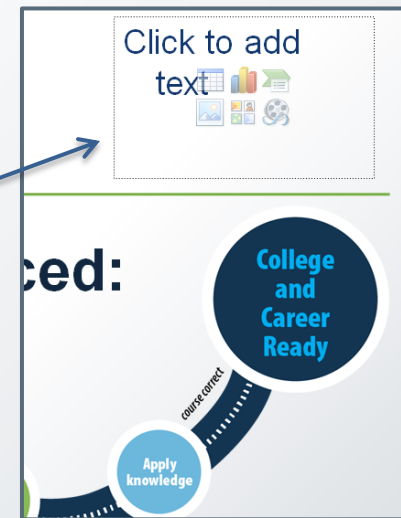 Click to add
text
ced:
College
and
Career
Ready
course correct
Apply
knowledge